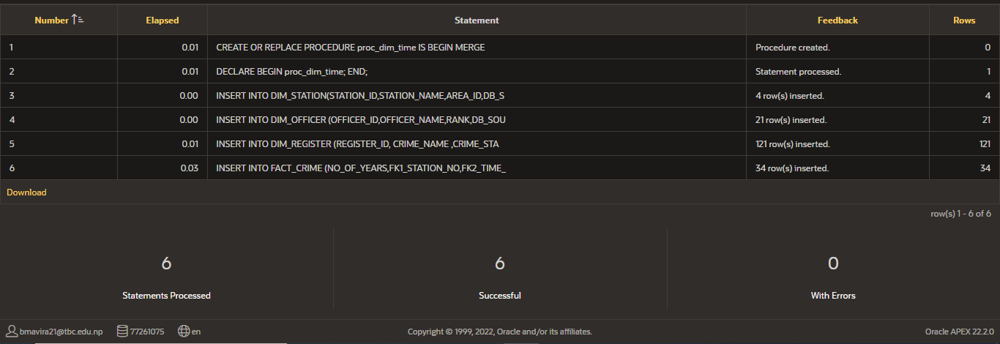 Number Elapsed Statement Feedback Rows
1 0.01 CREATE OR REPLACE PROCEDURE proc_dim_time IS BEGIN MERGE Procedure created. 0
2 0.01 DECLARE BEGIN proc_dim_time; END; Statement processed. 1
3 0.00 INSERT INTO DIM_STATION(STATION_ID,STATION_NAME,AREA_ID,DB_S 4 row(s) inserted. 4
4 0.00 INSERT INTO DIM_OFFICER (OFFICER_ID,OFFICER_NAME,RANK,DB_SOU 21 row(s) inserted. 21
5 0.01 INSERT INTO DIM_REGISTER (REGISTER_ID, CRIME_NAME ,CRIME_STA 121 row(s) inserted. 121
6 0.03 INSERT INTO FACT_CRIME (NO_OF_YEARS,FK1_STATION_NO,FK2_TIME_ 34 row(s) inserted. 34
Download
row(s) 1 - 6 of 6
6 6 0
Statements Processed Successful With Errors
bmavira21@tbc.edu.np 77261075 en Copyright © 1999, 2022, Oracle and/or its affiliates. Oracle APEX 22.2.0